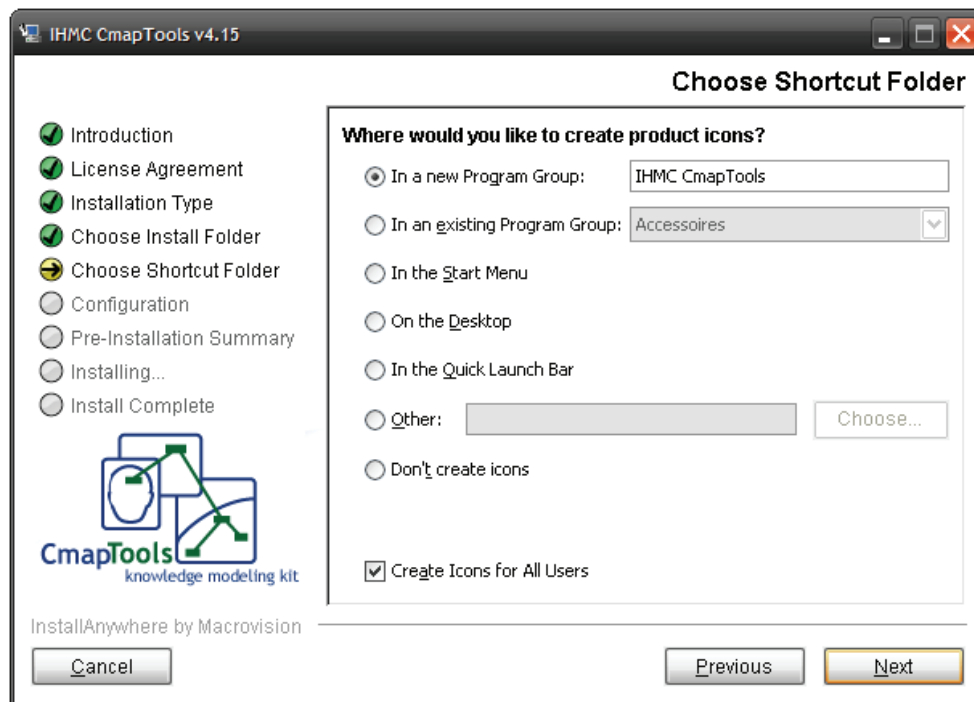 IHMC CmapTools v4.15
Choose Shortcut Folder
Introduction
License Agreement
Installation Type
Choose Install Folder
Choose Shortcut Folder
Configuration
Pre-Installation Summary
Installing...
Install Complete
CmapTools
knowledge modeling kit
Where would you like to create product icons?
In a new Program Group: IHMC CmapTools
In an existing Program Group: Accessoires
In the Start Menu
On the Desktop
In the Quick Launch Bar
Other: Choose...
Don't create icons
Create Icons for All Users
InstallAnywhere by Macrovision
Cancel Previous Next